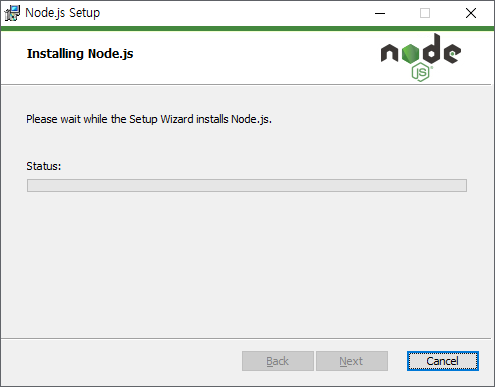 Node.js Setup
Installing Node.js
node
JS
Please wait while the Setup Wizard installs Node.js.
Status:
Back
Next
Cancel